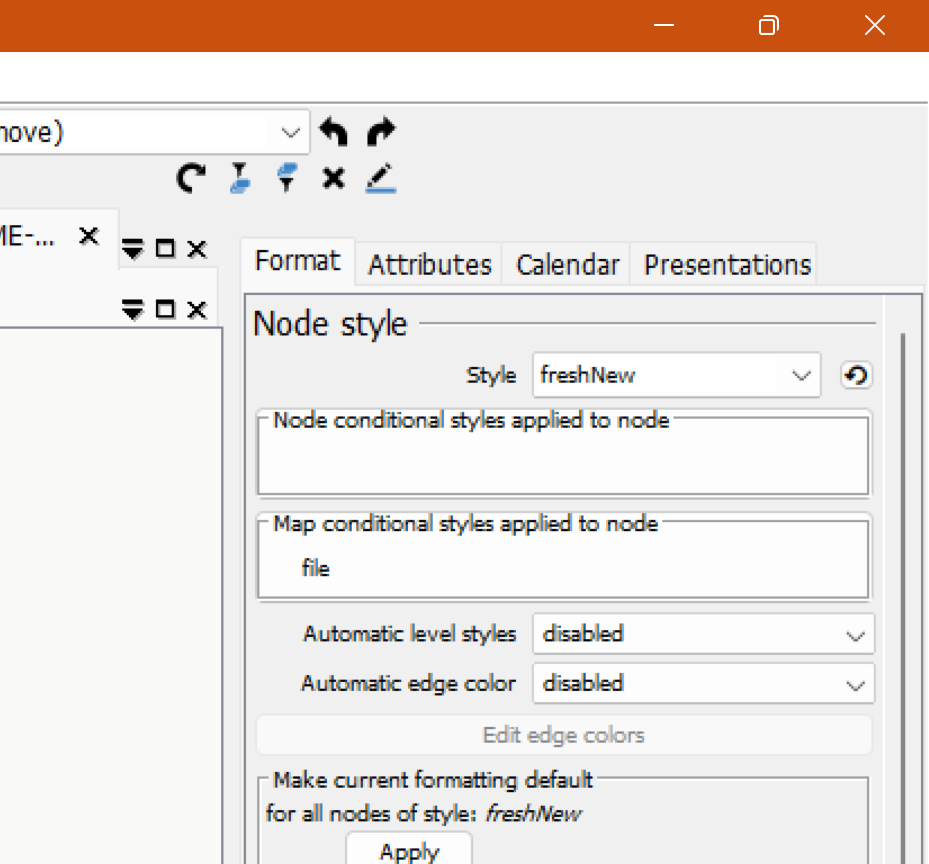 nove)
ME-...
Format Attributes Calendar Presentations
Node style
Style freshNew
Node conditional styles applied to node
Map conditional styles applied to node
file
Automatic level styles disabled
Automatic edge color disabled
Edit edge colors
Make current formatting default
for all nodes of style: freshNew
Apply